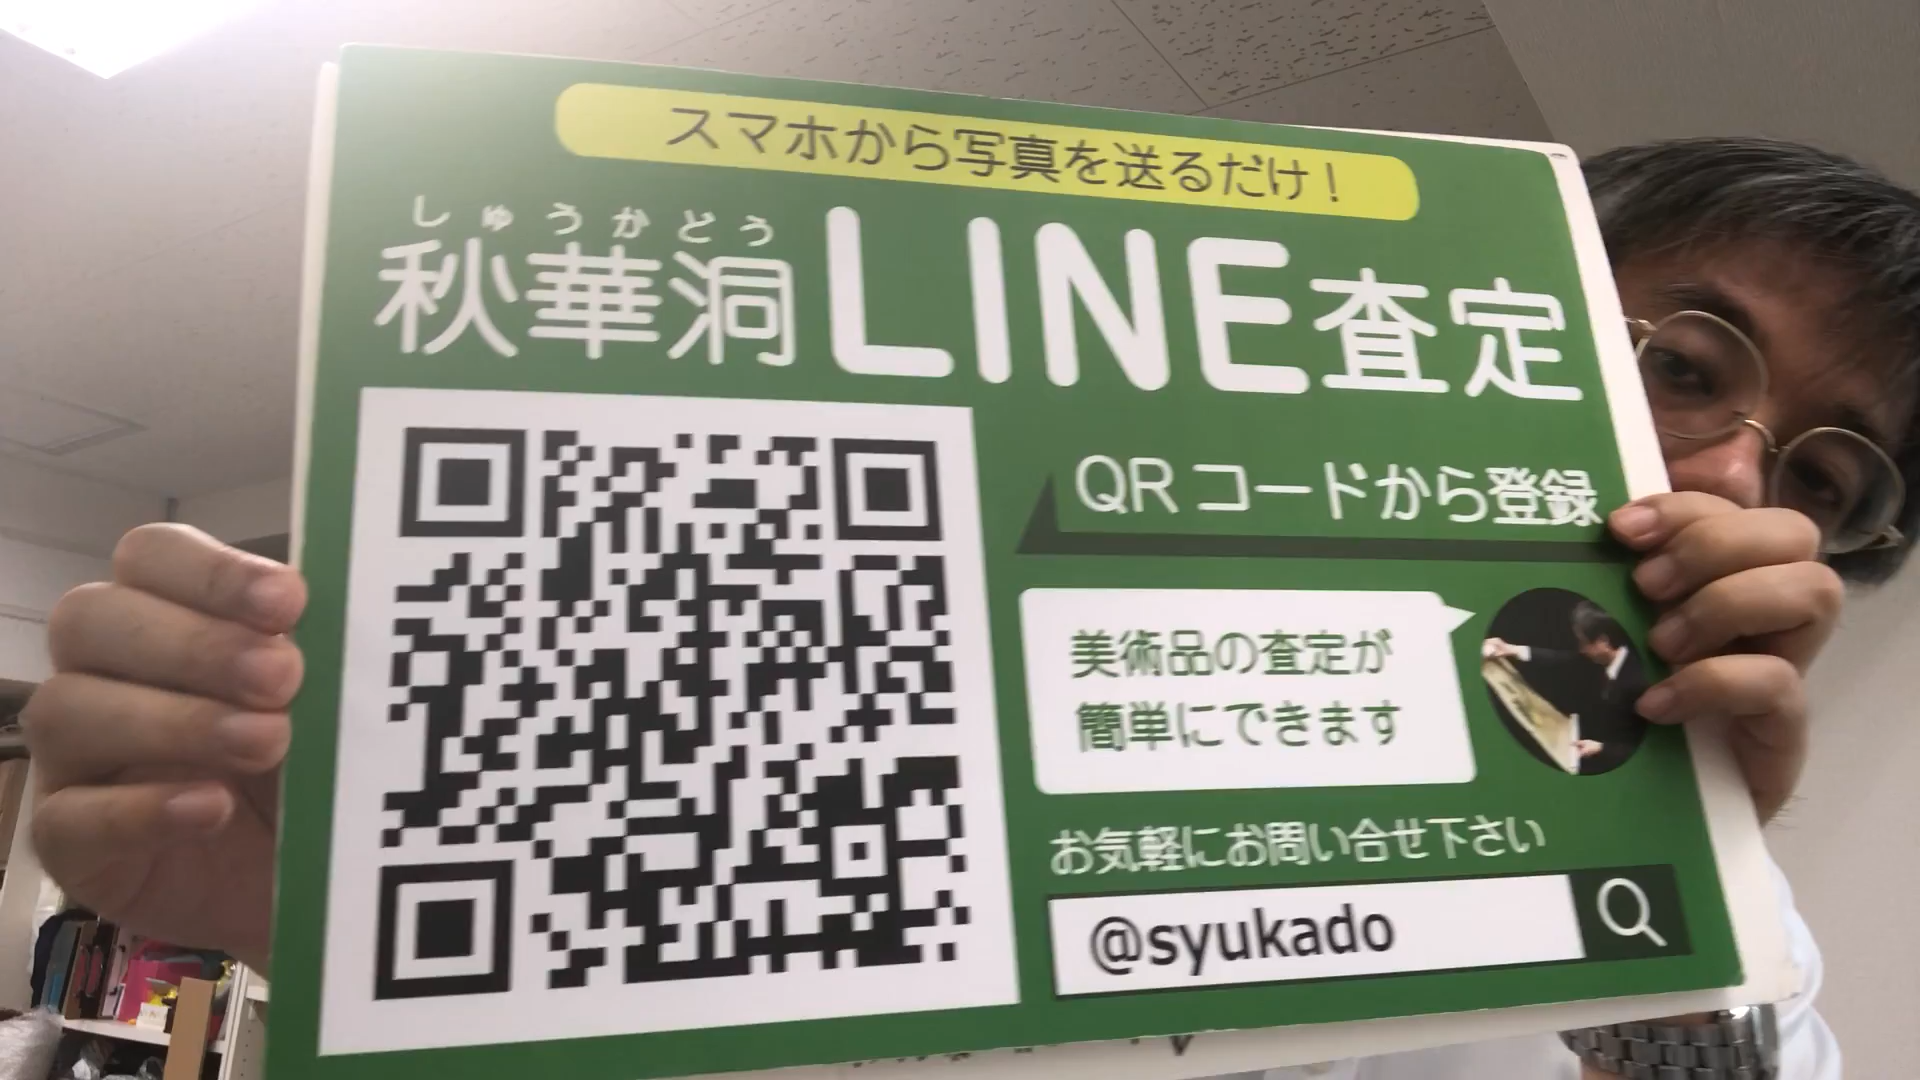 スマホから写真を送るだけ！
しゅうかどう
秋華洞LINE査定
QRコードから登録
美術品の査定が
簡単にできます
お気軽にお問い合せ下さい
@syukado